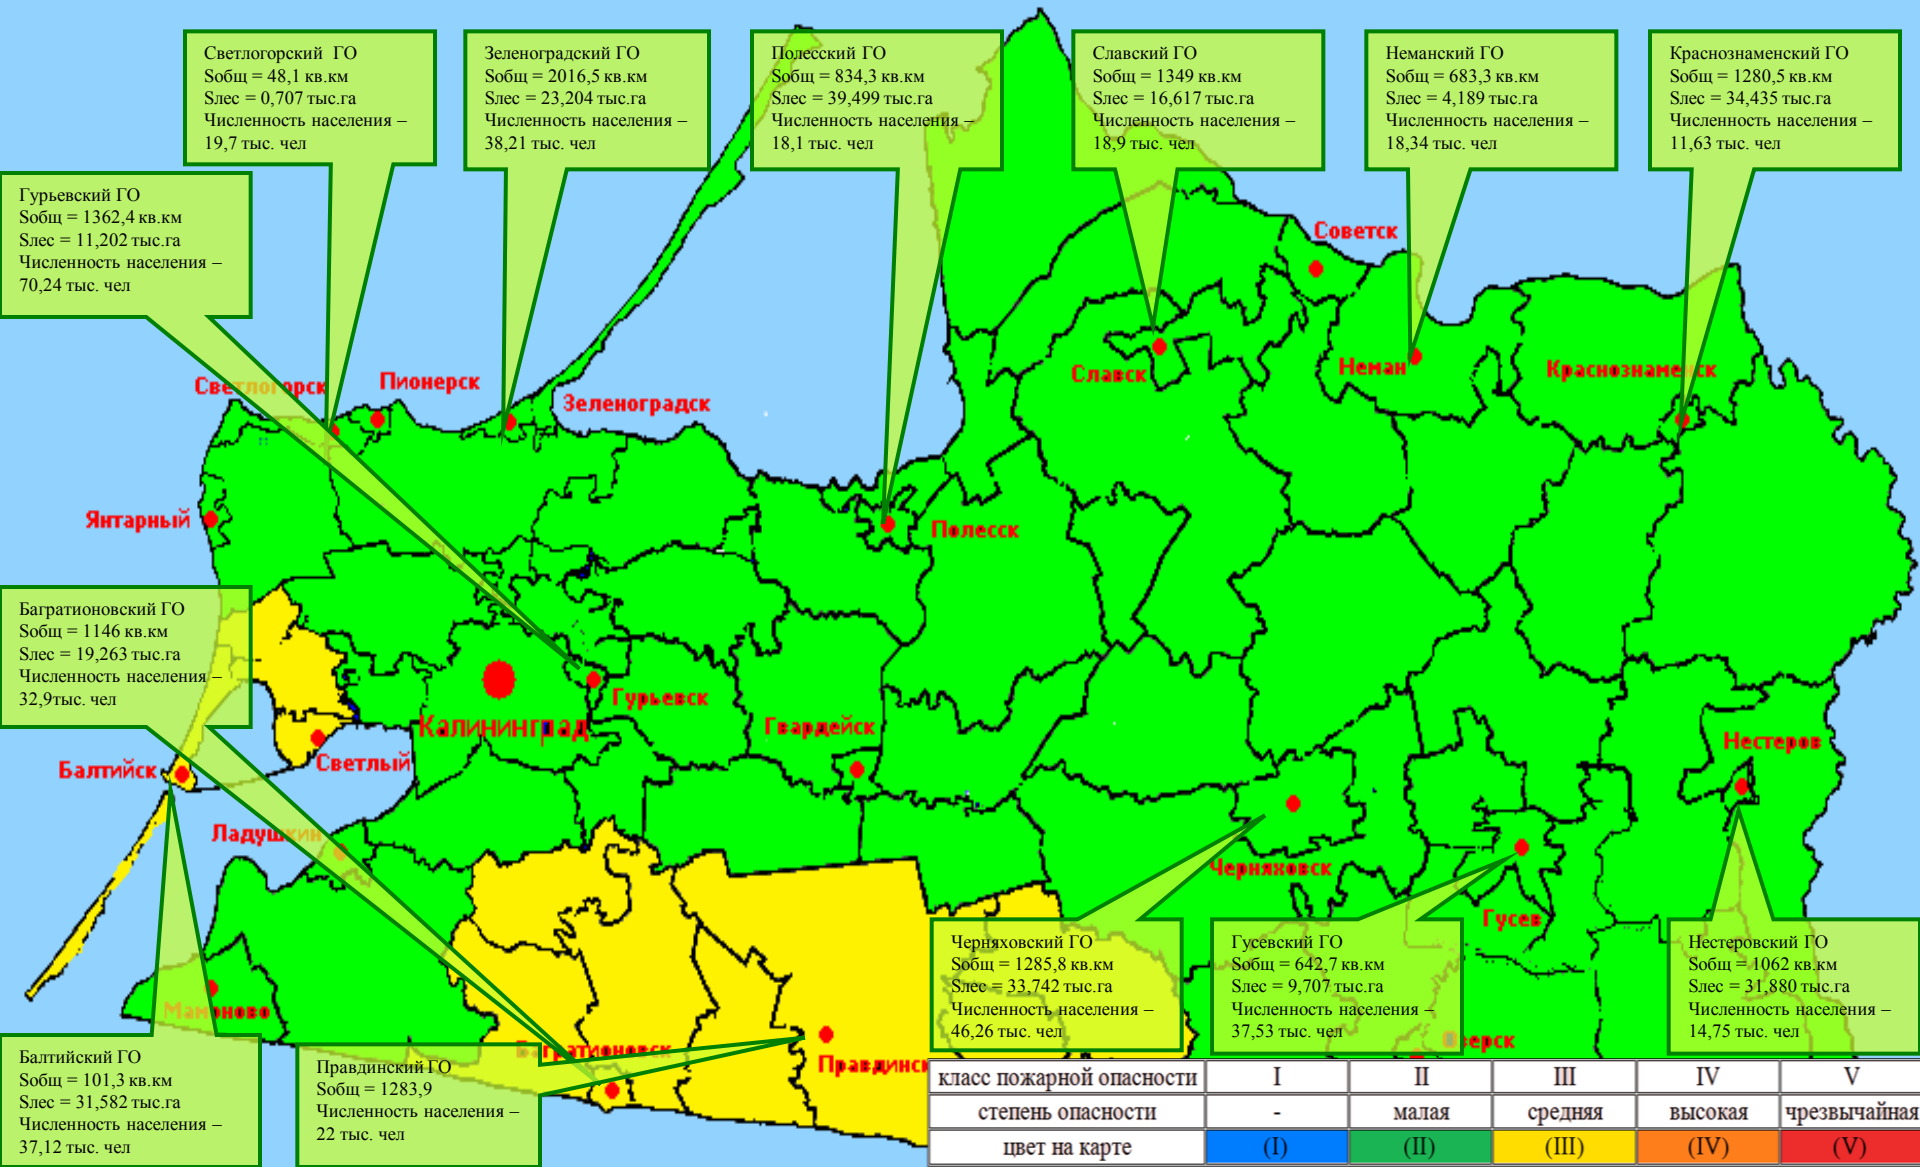 Светлогорский ГО
Sобщ = 48,1 кв.км
Sлес = 0,707 тыс.га
Численность населения –
19,7 тыс. чел
Зеленоградский ГО
Sобщ = 2016,5 кв.км
Sлес = 23,204 тыс.га
Численность населения –
38,21 тыс. чел
Полесский ГО
Sобщ = 834,3 кв.км
Sлес = 39,499 тыс.га
Численность населения –
18,1 тыс. чел
Славский ГО
Sобщ = 1349 кв.км
Sлес = 16,617 тыс.га
Численность населения –
18,9 тыс. чел
Неманский ГО
Sобщ = 683,3 кв.км
Sлес = 4,189 тыс.га
Численность населения –
18,34 тыс. чел
Краснознаменский ГО
Sобщ = 1280,5 кв.км
Sлес = 34,435 тыс.га
Численность населения –
11,63 тыс. чел
Гурьевский ГО
Sобщ = 1362,4 кв.км
Sлес = 11,202 тыс.га
Численность населения –
70,24 тыс. чел
Советск
Славск
Неман
Краснознаменск
Светлогорск
Пионерск
Зеленоградск
Янтарный
Полесск
Багратионовский ГО
Sобщ = 1146 кв.км
Sлес = 19,263 тыс.га
Численность населения –
32,9тыс. чел
Гурьевск
Калининград
Гвардейск
Нестеров
Светлый
Балтийск
Ладушкин
Черняховск
Гусев
Мамоново
Багратионовск
Правдинск
Озерск
Черняховский ГО
Sобщ = 1285,8 кв.км
Sлес = 33,742 тыс.га
Численность населения –
46,26 тыс. чел
Гусевский ГО
Sобщ = 642,7 кв.км
Sлес = 9,707 тыс.га
Численность населения –
37,53 тыс. чел
Нестеровский ГО
Sобщ = 1062 кв.км
Sлес = 31,880 тыс.га
Численность населения –
14,75 тыс. чел
Балтийский ГО
Sобщ = 101,3 кв.км
Sлес = 31,582 тыс.га
Численность населения –
37,12 тыс. чел
Правдинский ГО
Sобщ = 1283,9
Численность населения –
22 тыс. чел
класс пожарной опасности I II III IV V
степень опасности - малая средняя высокая чрезвычайная
цвет на карте (I) (II) (III) (IV) (V)